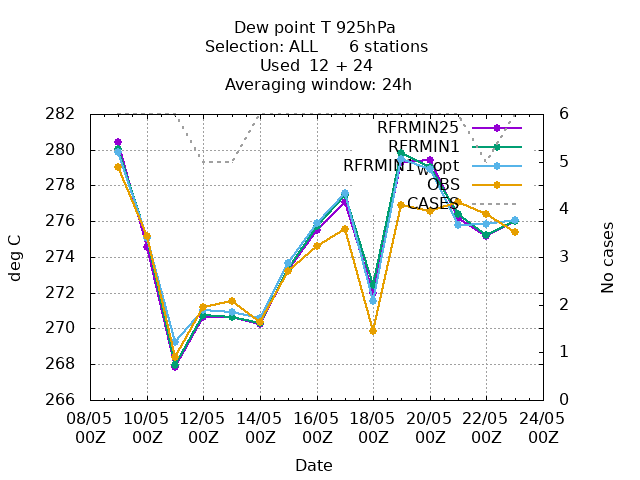 Dew point T 925hPa
Selection: ALL 6 stations
Used 12 + 24
Averaging window: 24h
282
280
278
276
274
272
270
268
266
6
5
4
3
2
1
0
deg C
No cases
RFRMIN25
RFRMIN1
RFRMIN1_w_opt
OBS
CASES
08/05 10/05 12/05 14/05 16/05 18/05 20/05 22/05 24/05
00Z 00Z 00Z 00Z 00Z 00Z 00Z 00Z 00Z
Date